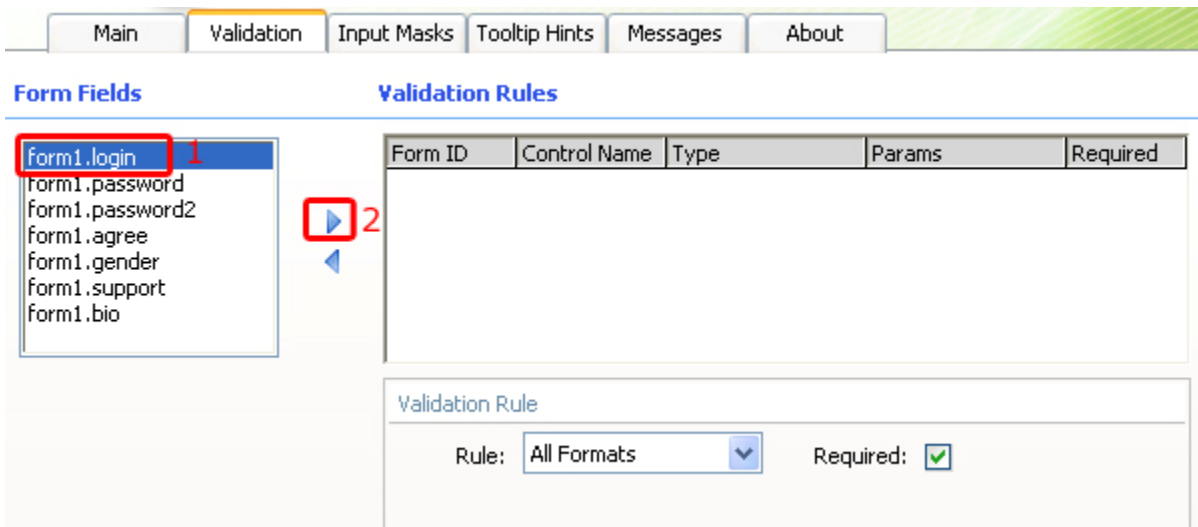 Main Validation Input Masks Tooltip Hints Messages About
Form Fields
Validation Rules
form1.login 1
form1.password
form1.password2
form1.agree
form1.gender
form1.support
form1.bio
2
Form ID Control Name Type Params Required
Validation Rule
Rule: All Formats Required: